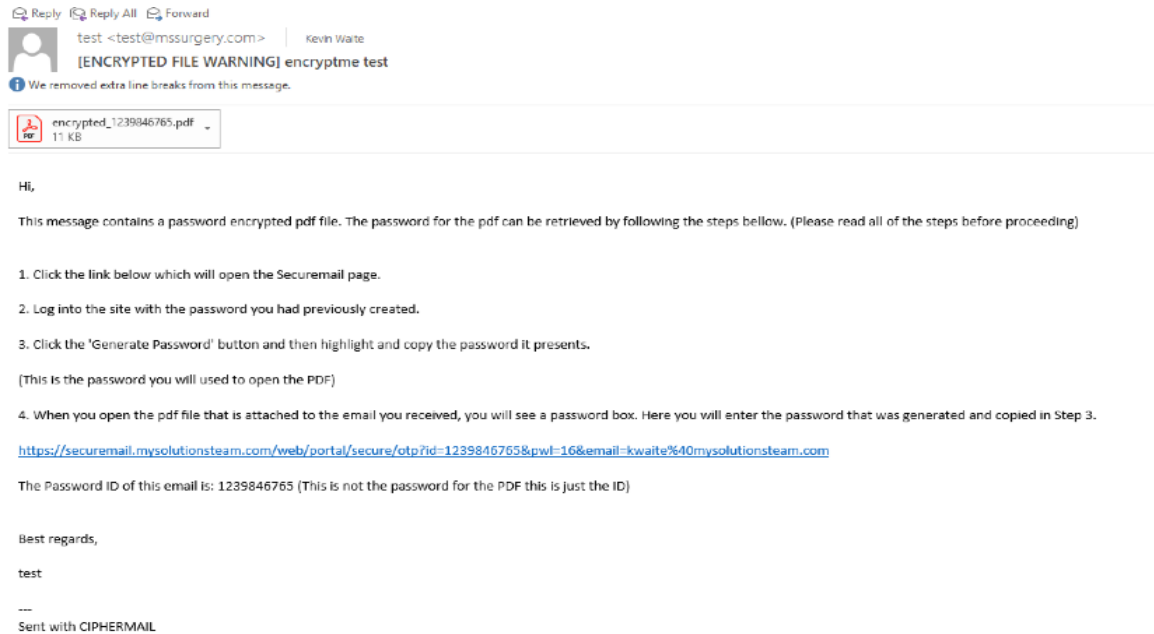 Reply Reply All Forward
test <test@mssurgery.com> Kevin Waite
[ENCRYPTED FILE WARNING] encryptme test
We removed extra line breaks from this message.
PDF
encrypted_1239846765.pdf
11 KB
Hi,
This message contains a password encrypted pdf file. The password for the pdf can be retrieved by following the steps bellow. (Please read all of the steps before proceeding)
1. Click the link below which will open the Securemail page.
2. Log into the site with the password you had previously created.
3. Click the 'Generate Password' button and then highlight and copy the password it presents.
(This is the password you will used to open the PDF)
4. When you open the pdf file that is attached to the email you received, you will see a password box. Here you will enter the password that was generated and copied in Step 3.
https://securemail.mysolutionsteam.com/web/portal/secure/otp?id=1239846765&pwl=16&email=kwaite%40mysolutionsteam.com
The Password ID of this email is: 1239846765 (This is not the password for the PDF this is just the ID)
Best regards,
test
---
Sent with CIPHERMAIL